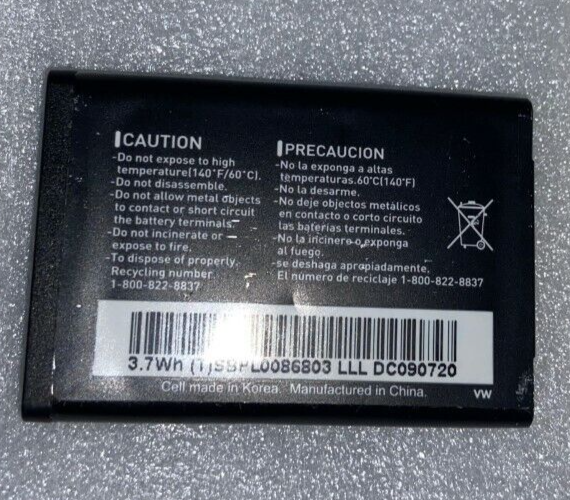 CAUTION
-Do not expose to high
temperature(140°F/60°C).
-Do not disassemble.
-Do not allow metal objects
to contact or short circuit
the battery terminals.
-Do not incinerate or
expose to fire.
-To dispose of properly.
Recycling number
1-800-822-8837
PRECAUCION
-No la exponga a altas
temperaturas.60°C(140°F)
-No la desarme.
-No deje objectos metálicos
en contacto o corto circuito
las baterias terminales.
-No la incinere o exponga
al fuego.
-se deshaga apropiadamente.
El número de reciclaje 1-800-822-8837
3.7Wh (T)SBPL0086803 LLL DC090720
Cell made in Korea. Manufactured in China.
VW